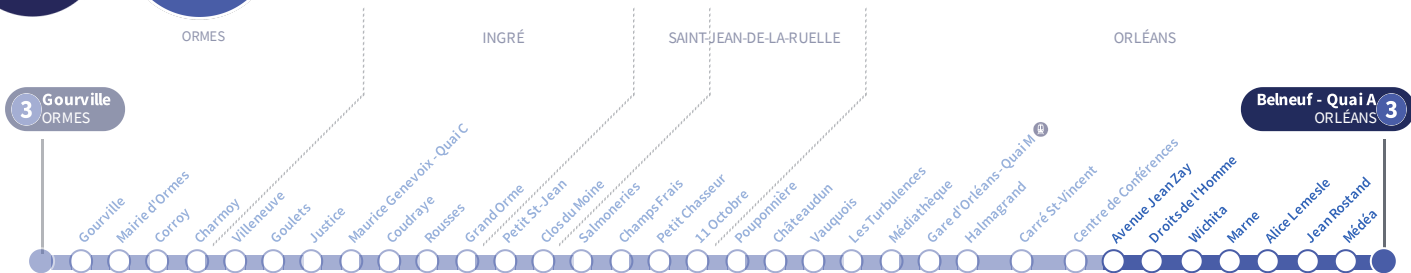 ORMES
INGRÉ
SAINT-JEAN-DE-LA-RUELLE
ORLÉANS
3 Gourville
ORMES
Belneuf - Quai A 3
ORLÉANS
Gourville
Mairie d'Ormes
Corroy
Charmoy
Villeneuve
Goulets
Justice
Maurice Genevoix - Quai C
Coudraye
Rousses
Grand Orme
Petit St-Jean
Clos du Moine
Salmoneries
Champs Frais
Petit Chasseur
11 Octobre
Pouponnière
Châteaudun
Vauquois
Les Turbulences
Médiathèque
Gare d'Orléans - Quai M
Halmagrand
Carré St-Vincent
Centre de Conférences
Avenue Jean Zay
Droits de l'Homme
Wichita
Marne
Alice Lemesle
Jean Rostand
Médéa